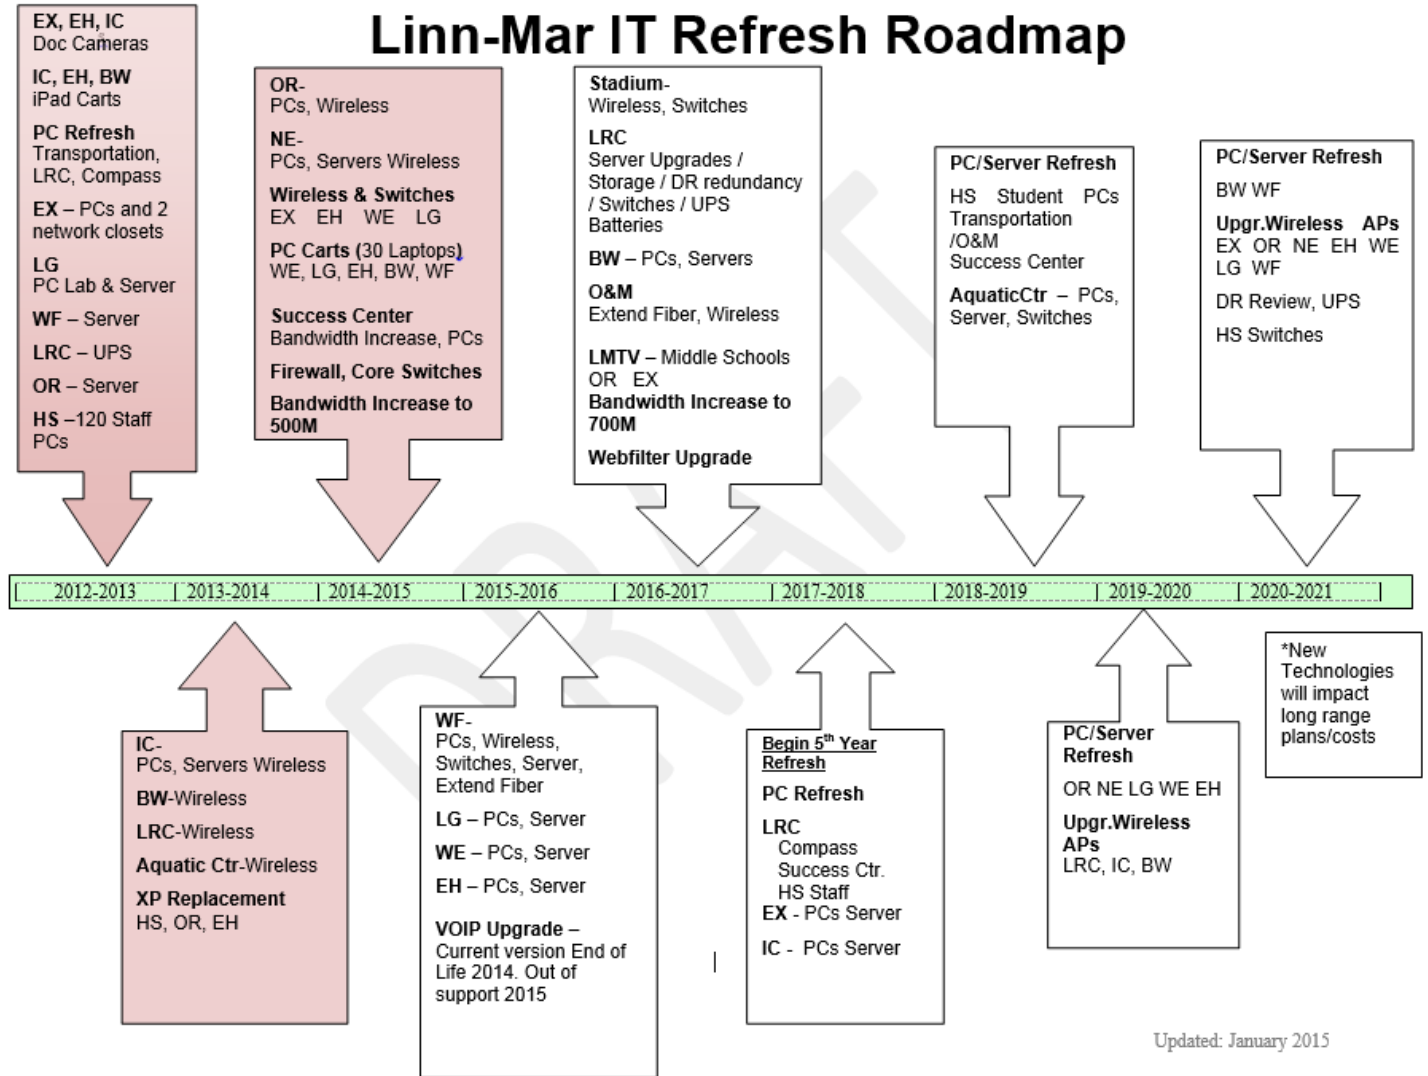 Linn-Mar IT Refresh Roadmap
EX, EH, IC
Doc Cameras
IC, EH, BW
iPad Carts
PC Refresh
Transportation,
LRC, Compass
EX – PCs and 2
network closets
LG
PC Lab & Server
WF – Server
LRC – UPS
OR – Server
HS –120 Staff
PCs
OR-
PCs, Wireless
NE-
PCs, Servers Wireless
Wireless & Switches
EX EH WE LG
PC Carts (30 Laptops)
WE, LG, EH, BW, WF
Success Center
Bandwidth Increase, PCs
Firewall, Core Switches
Bandwidth Increase to
500M
Stadium-
Wireless, Switches
LRC
Server Upgrades /
Storage / DR redundancy
/ Switches / UPS
Batteries
BW – PCs, Servers
O&M
Extend Fiber, Wireless
LMTV – Middle Schools
OR EX
Bandwidth Increase to
700M
Webfilter Upgrade
PC/Server Refresh
HS Student PCs
Transportation
/O&M
Success Center
AquaticCtr – PCs,
Server, Switches
PC/Server Refresh
BW WF
Upgr.Wireless APs
EX OR NE EH WE
LG WF
DR Review, UPS
HS Switches
2012-2013 2013-2014 2014-2015 2015-2016 2016-2017 2017-2018 2018-2019 2019-2020 2020-2021
IC-
PCs, Servers Wireless
BW-Wireless
LRC-Wireless
Aquatic Ctr-Wireless
XP Replacement
HS, OR, EH
WF-
PCs, Wireless,
Switches, Server,
Extend Fiber
LG – PCs, Server
WE – PCs, Server
EH – PCs, Server
VOIP Upgrade –
Current version End of
Life 2014. Out of
support 2015
Begin 5th Year
Refresh
PC Refresh
LRC
Compass
Success Ctr.
HS Staff
EX - PCs Server
IC - PCs Server
PC/Server
Refresh
OR NE LG WE EH
Upgr.Wireless
APs
LRC, IC, BW
*New
Technologies
will impact
long range
plans/costs
DRAFT
Updated: January 2015